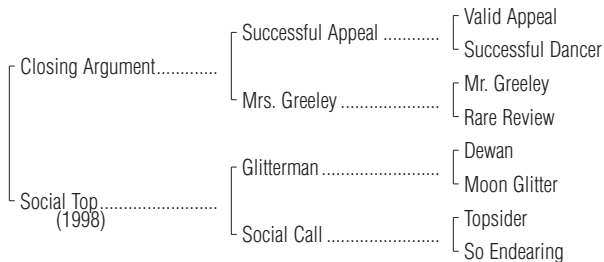 Valid Appeal
Successful Appeal ............
Successful Dancer
Closing Argument.............
Mr. Greeley
Mrs. Greeley .....................
Rare Review
Dewan
Glitterman .........................
Moon Glitter
Social Top.........................
(1998)
Topsider
Social Call ........................
So Endearing